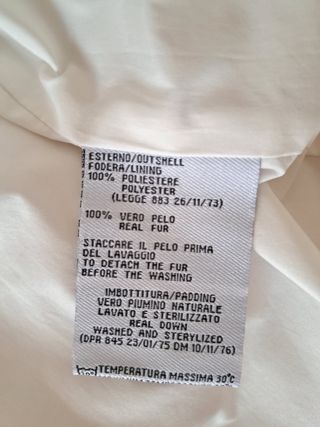 ESTERNO/OUTSHELL
FODERA/LINING
100% POLIESTERE
POLYESTER
(LEGGE 883 26/11/73)
100% VERO PELO
REAL FUR
STACCARE IL PELO PRIMA
DEL LAVAGGIO
TO DETACH THE FUR
BEFORE THE WASHING
IMBOTTITURA/PADDING
VERO PIUMINO NATURALE
LAVATO E STERILIZZATO
REAL DOWN
WASHED AND STERYLIZED
(DPR 845 23/01/75 DM 10/11/76)
TEMPERATURA MASSIMA 30°C